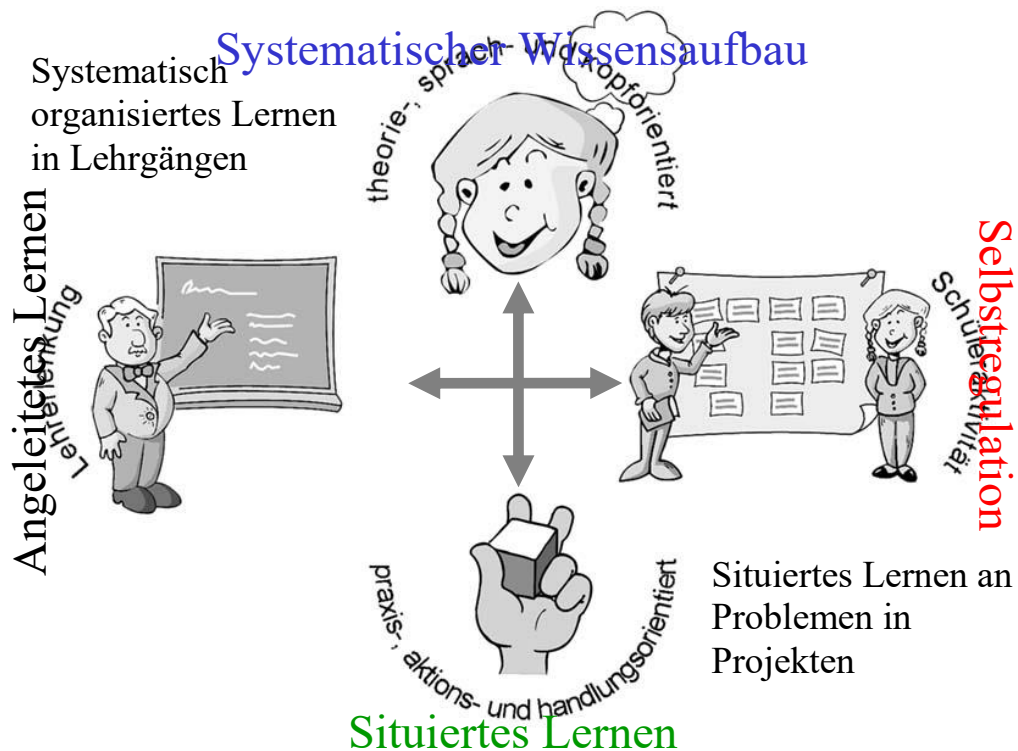 Systematischer Wissensaufbau
Systematisch
organisiertes Lernen
in Lehrgängen
theorie-, sprach- und kopforientiert
Angeleitetes Lernen
Lehrerlenkung
Selbstregulation
Schüleraktivität
praxis-, aktions- und handlungsorientiert
Situiertes Lernen an
Problemen in
Projekten
Situiertes Lernen